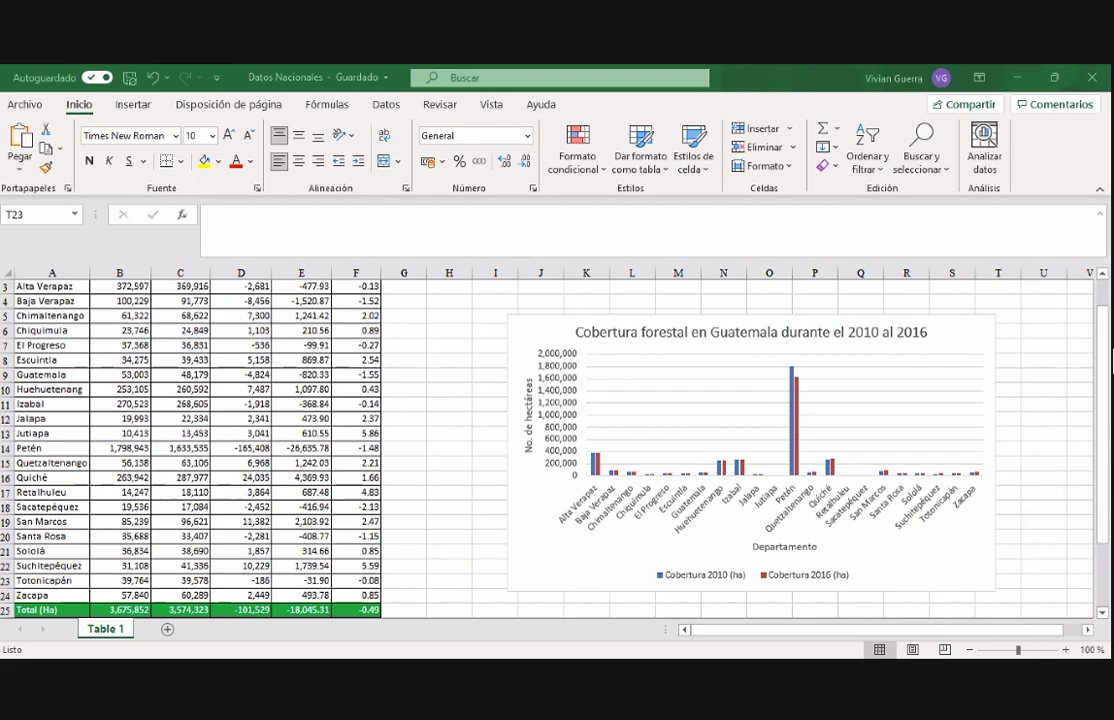 Autoguardado Datos Nacionales - Guardado Buscar Vivian Guerra VG
Archivo Inicio Insertar Disposición de página Fórmulas Datos Revisar Vista Ayuda Compartir Comentarios
Pegar Times New Roman 10 General Formato condicional Dar formato como tabla Estilos de celda Insertar Eliminar Formato Ordenar y filtrar Buscar y seleccionar Analizar datos
N K S
Portapapeles Fuente Alineación Número Estilos Celdas Edición Análisis
T23 fx
A B C D E F G H I J K L M N O P Q R S T U V
3 Alta Verapaz 372,597 369,916 -2,681 -477.93 -0.13
4 Baja Verapaz 100,229 91,773 -8,456 -1,520.87 -1.52
5 Chimaltenango 61,322 68,622 7,300 1,241.42 2.02
6 Chiquimula 23,746 24,849 1,103 210.56 0.89
7 El Progreso 37,368 36,831 -536 -99.91 -0.27
8 Escuintla 34,275 39,433 5,158 869.87 2.54
9 Guatemala 53,003 48,179 -4,824 -820.33 -1.55
10 Huehuetenang 253,105 260,592 7,487 1,097.80 0.43
11 Izabal 270,523 268,605 -1,918 -368.84 -0.14
12 Jalapa 19,993 22,334 2,341 473.90 2.37
13 Jutiapa 10,413 13,453 3,041 610.55 5.86
14 Petén 1,798,943 1,633,535 -165,408 -26,635.78 -1.48
15 Quetzaltenango 56,138 63,106 6,968 1,242.03 2.21
16 Quiché 263,942 287,977 24,035 4,369.93 1.66
17 Retalhuleu 14,247 18,110 3,864 687.48 4.83
18 Sacatepéquez 19,536 17,084 -2,452 -416.94 -2.13
19 San Marcos 85,239 96,621 11,382 2,103.92 2.47
20 Santa Rosa 35,688 33,407 -2,281 -408.77 -1.15
21 Sololá 36,834 38,690 1,857 314.66 0.85
22 Suchitepéquez 31,108 41,336 10,229 1,739.54 5.59
23 Totonicapán 39,764 39,578 -186 -31.90 -0.08
24 Zacapa 57,840 60,289 2,449 493.78 0.85
25 Total (Ha) 3,675,852 3,574,323 -101,529 -18,045.31 -0.49
Cobertura forestal en Guatemala durante el 2010 al 2016
No. de hectáreas
2,000,000
1,800,000
1,600,000
1,400,000
1,200,000
1,000,000
800,000
600,000
400,000
200,000
0
Alta Verapaz
Baja Verapaz
Chimaltenango
Chiquimula
El Progreso
Escuintla
Guatemala
Huehuetenango
Izabal
Jalapa
Jutiapa
Petén
Quetzaltenango
Quiché
Retalhuleu
Sacatepéquez
San Marcos
Santa Rosa
Sololá
Suchitepéquez
Totonicapán
Zacapa
Departamento
Cobertura 2010 (ha) Cobertura 2016 (ha)
Table 1
Listo 100 %